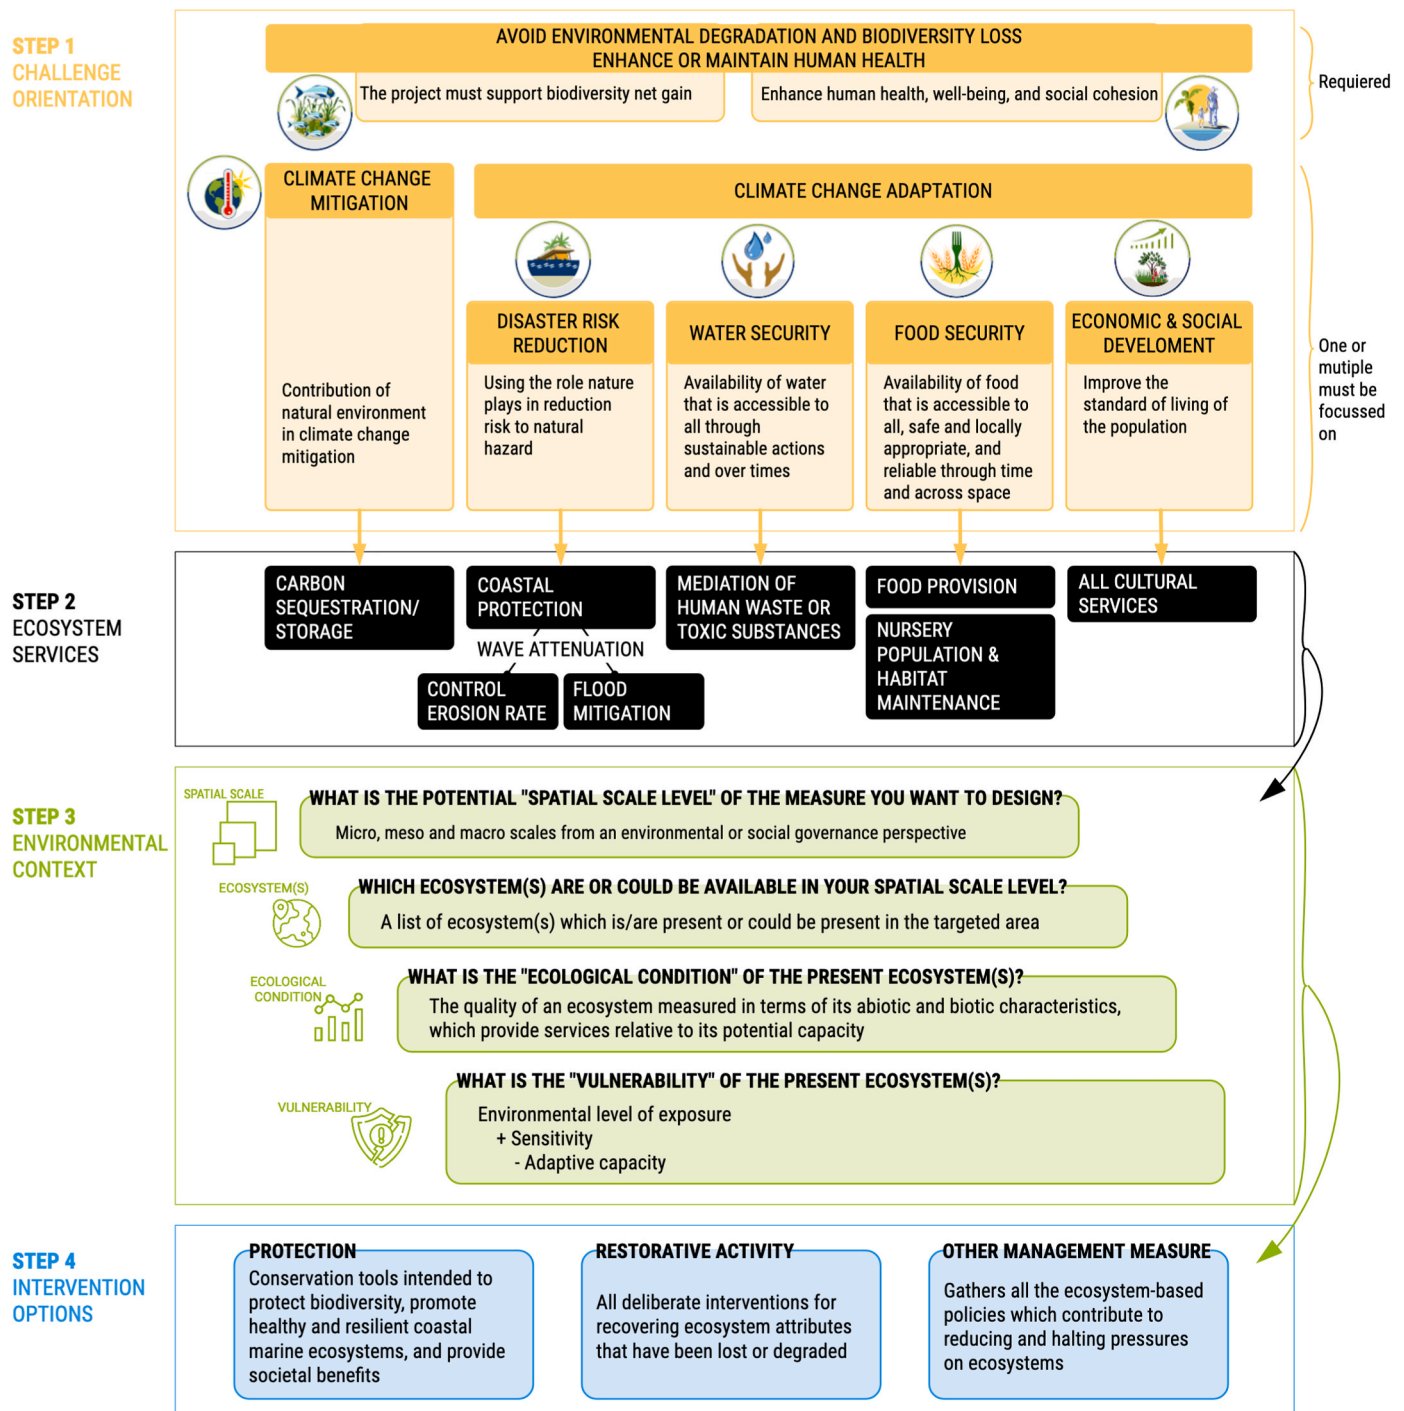 STEP 1
CHALLENGE
ORIENTATION
AVOID ENVIRONMENTAL DEGRADATION AND BIODIVERSITY LOSS
ENHANCE OR MAINTAIN HUMAN HEALTH
The project must support biodiversity net gain
Enhance human health, well-being, and social cohesion
Requiered
CLIMATE CHANGE
MITIGATION
Contribution of
natural environment
in climate change
mitigation
CLIMATE CHANGE ADAPTATION
DISASTER RISK
REDUCTION
Using the role nature
plays in reduction
risk to natural
hazard
WATER SECURITY
Availability of water
that is accessible to
all through
sustainable actions
and over times
FOOD SECURITY
Availability of food
that is accessible to
all, safe and locally
appropriate, and
reliable through time
and across space
ECONOMIC & SOCIAL
DEVELOMENT
Improve the
standard of living of
the population
One or
mutiple
must be
focussed
on
STEP 2
ECOSYSTEM
SERVICES
CARBON
SEQUESTRATION/
STORAGE
COASTAL
PROTECTION
WAVE ATTENUATION
CONTROL
EROSION RATE
FLOOD
MITIGATION
MEDIATION OF
HUMAN WASTE OR
TOXIC SUBSTANCES
FOOD PROVISION
NURSERY
POPULATION &
HABITAT
MAINTENANCE
ALL CULTURAL
SERVICES
STEP 3
ENVIRONMENTAL
CONTEXT
SPATIAL SCALE
WHAT IS THE POTENTIAL "SPATIAL SCALE LEVEL" OF THE MEASURE YOU WANT TO DESIGN?
Micro, meso and macro scales from an environmental or social governance perspective
ECOSYSTEM(S)
WHICH ECOSYSTEM(S) ARE OR COULD BE AVAILABLE IN YOUR SPATIAL SCALE LEVEL?
A list of ecosystem(s) which is/are present or could be present in the targeted area
ECOLOGICAL
CONDITION
WHAT IS THE "ECOLOGICAL CONDITION" OF THE PRESENT ECOSYSTEM(S)?
The quality of an ecosystem measured in terms of its abiotic and biotic characteristics,
which provide services relative to its potential capacity
VULNERABILITY
WHAT IS THE "VULNERABILITY" OF THE PRESENT ECOSYSTEM(S)?
Environmental level of exposure
+ Sensitivity
- Adaptive capacity
STEP 4
INTERVENTION
OPTIONS
PROTECTION
Conservation tools intended to
protect biodiversity, promote
healthy and resilient coastal
marine ecosystems, and provide
societal benefits
RESTORATIVE ACTIVITY
All deliberate interventions for
recovering ecosystem attributes
that have been lost or degraded
OTHER MANAGEMENT MEASURE
Gathers all the ecosystem-based
policies which contribute to
reducing and halting pressures
on ecosystems